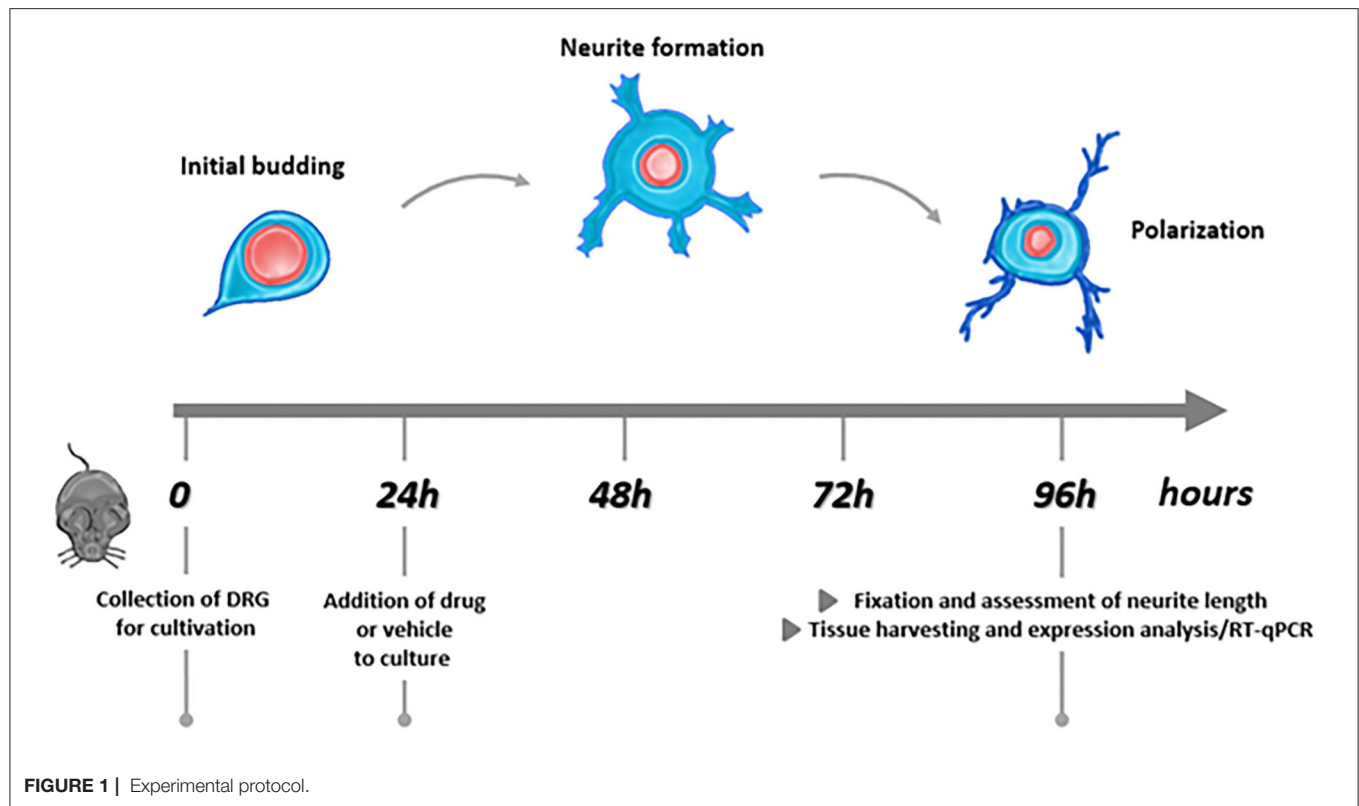 Neurite formation
Initial budding
Polarization
0 24h 48h 72h 96h hours
Collection of DRG
for cultivation
Addition of drug
or vehicle
to culture
Fixation and assessment of neurite length
Tissue harvesting and expression analysis/RT-qPCR
FIGURE 1 | Experimental protocol.